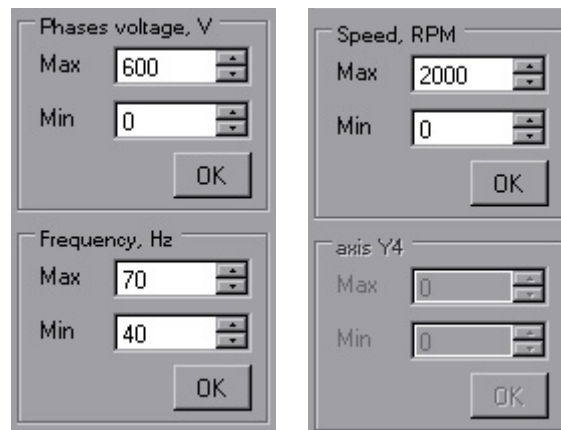 Phases voltage, V
Max 600
Min 0
OK
Frequency, Hz
Max 70
Min 40
OK
Speed, RPM
Max 2000
Min 0
OK
axis Y4
Max 0
Min 0
OK